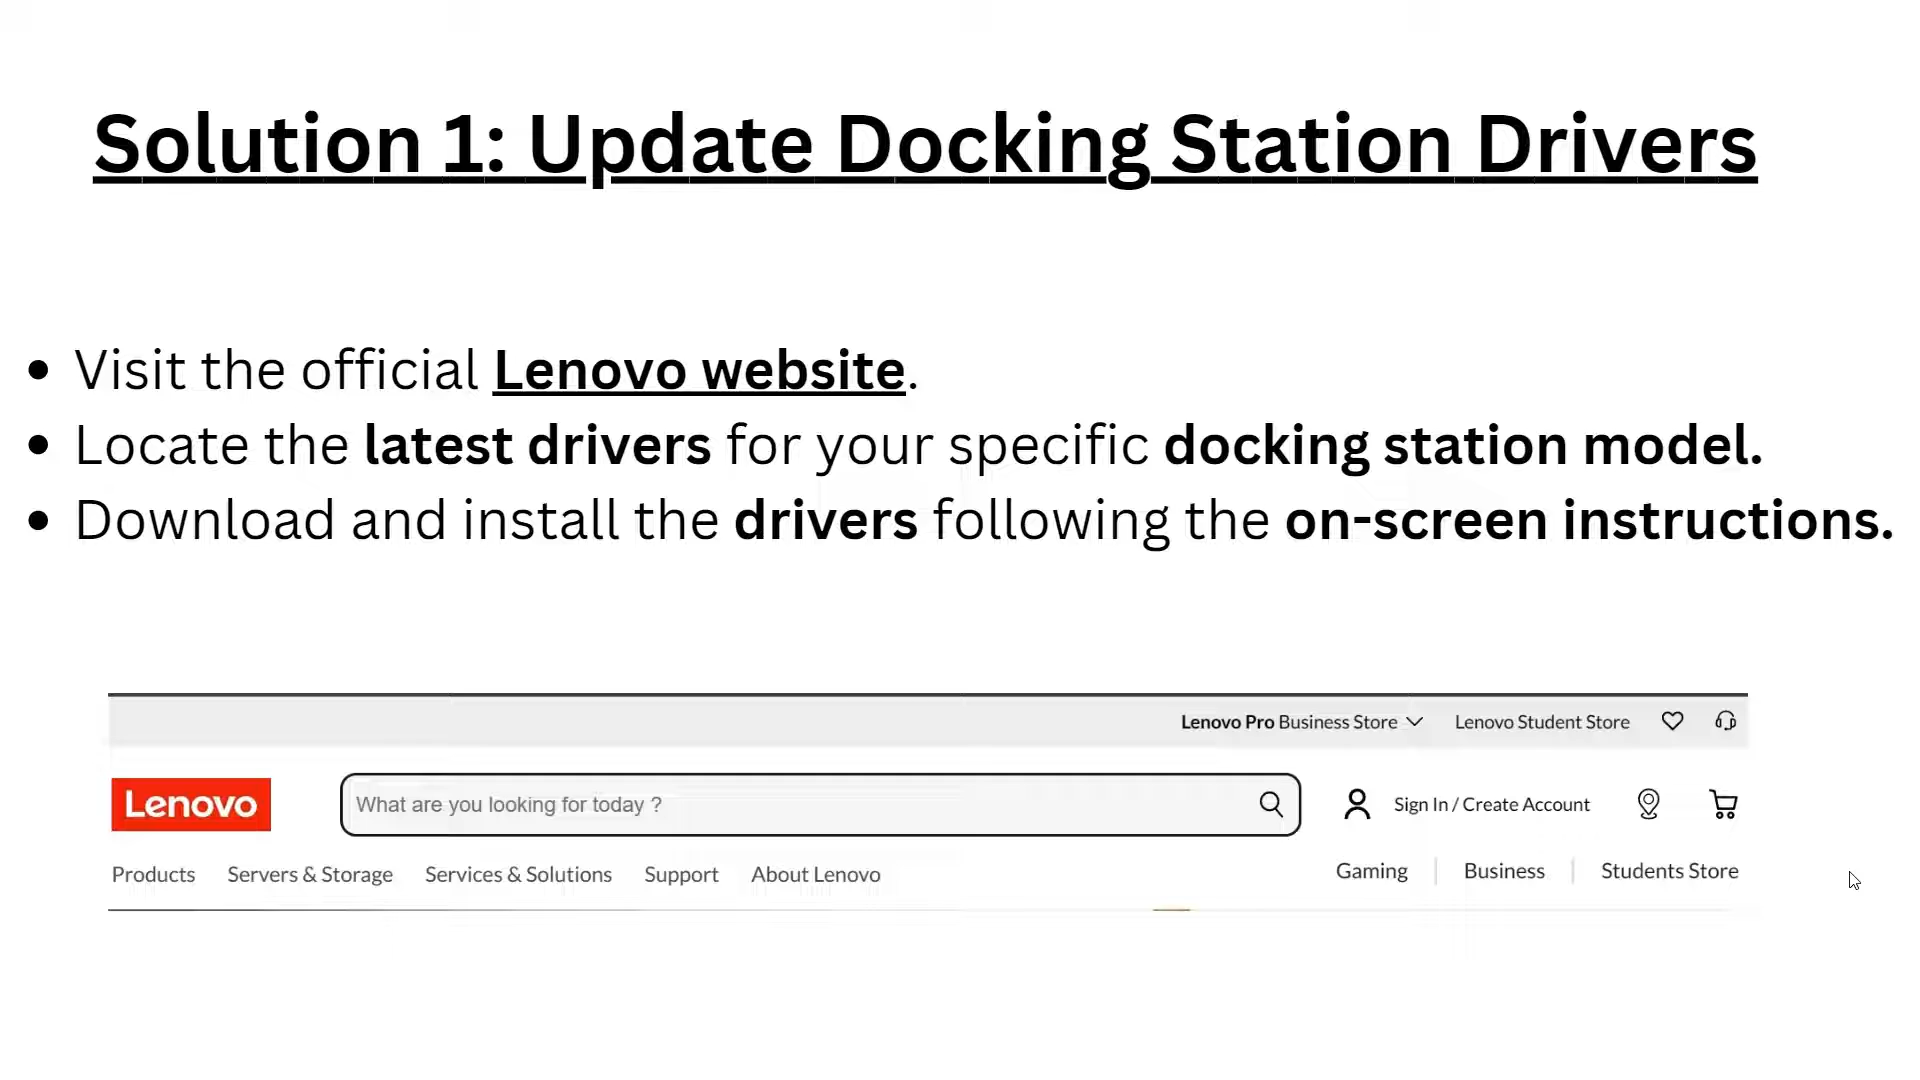 Solution 1: Update Docking Station Drivers
• Visit the official Lenovo website.
• Locate the latest drivers for your specific docking station model.
• Download and install the drivers following the on-screen instructions.
Lenovo Pro Business Store Lenovo Student Store
Lenovo What are you looking for today ? Sign In / Create Account
Products Servers & Storage Services & Solutions Support About Lenovo Gaming Business Students Store